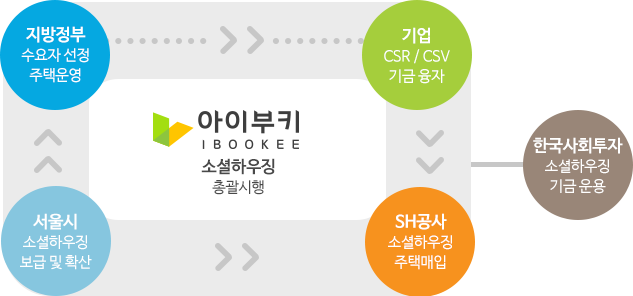 지방정부
수요자 선정
주택운영
기업
CSR / CSV
기금 융자
아이부키
IBOOKEE
소셜하우징
총괄시행
한국사회투자
소셜하우징
기금 운용
서울시
소셜하우징
보급 및 확산
SH공사
소셜하우징
주택매입